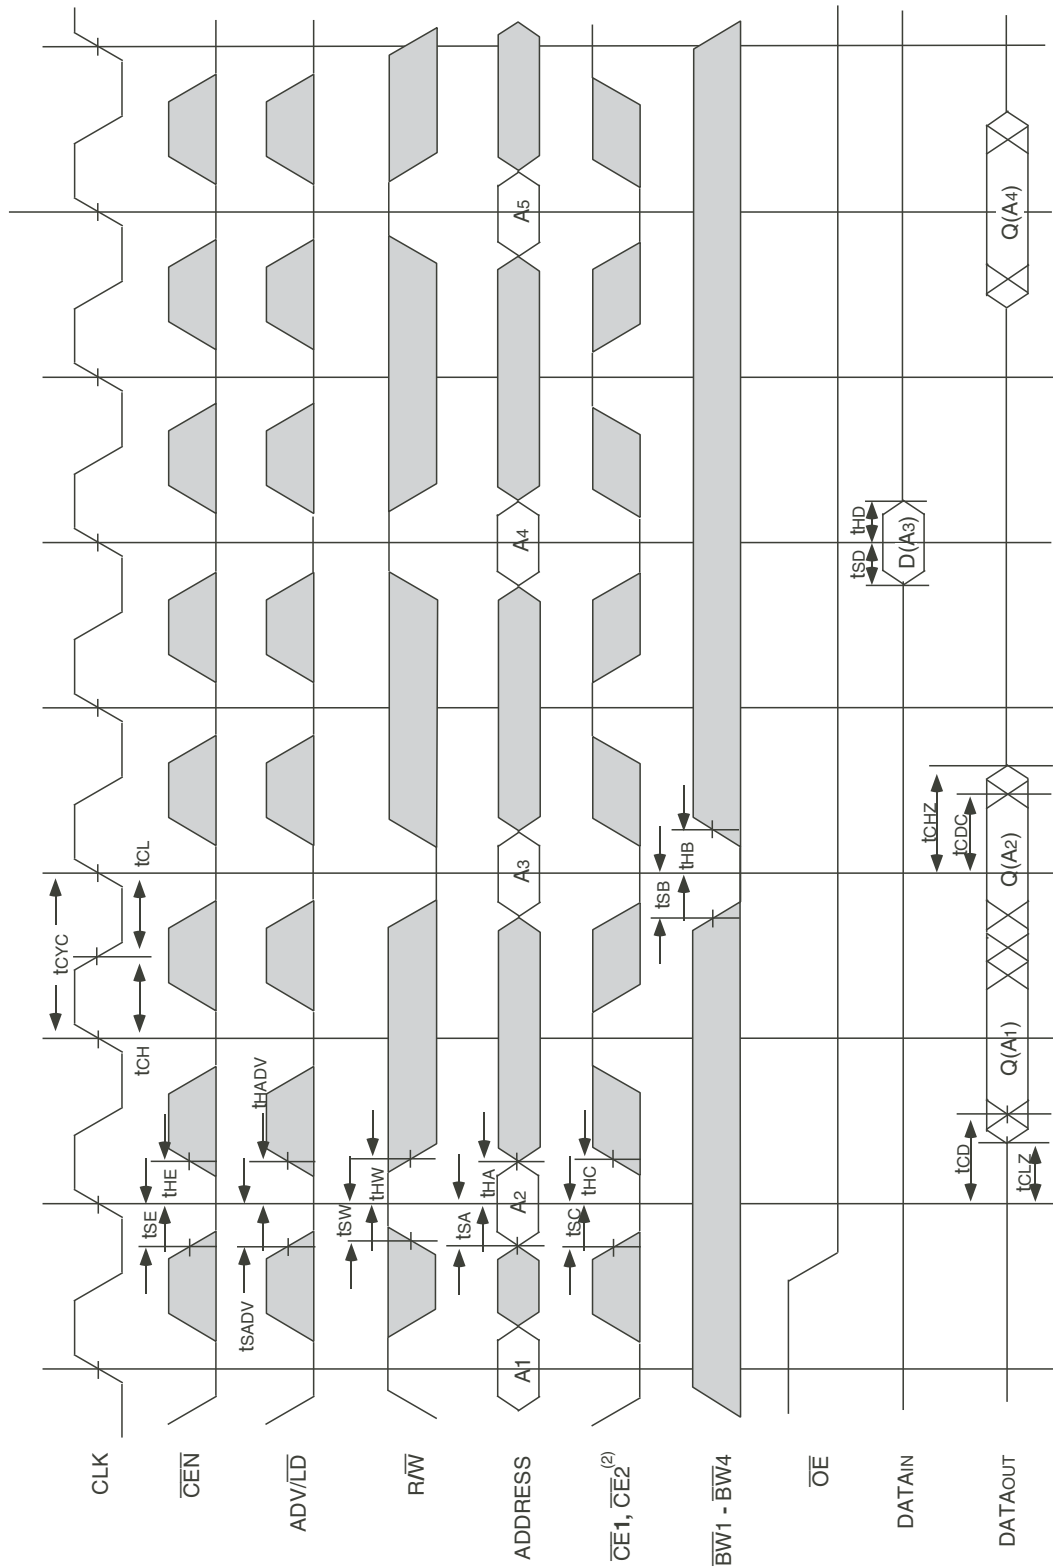 CLK
tCYC
tCH
tCL
CEN
tSE
tHE
ADV/LD
tSADV
tHADV
R/W
tSW
tHW
ADDRESS
A1
A2
A3
A4
A5
tSA
tHA
CE1, CE2(2)
tSC
tHC
BW1 - BW4
tSB
tHB
OE
DATAIN
D(A3)
tSD
tHD
DATAOUT
tCD
tCLZ
Q(A1)
Q(A2)
Q(A4)
tCHZ
tCDC